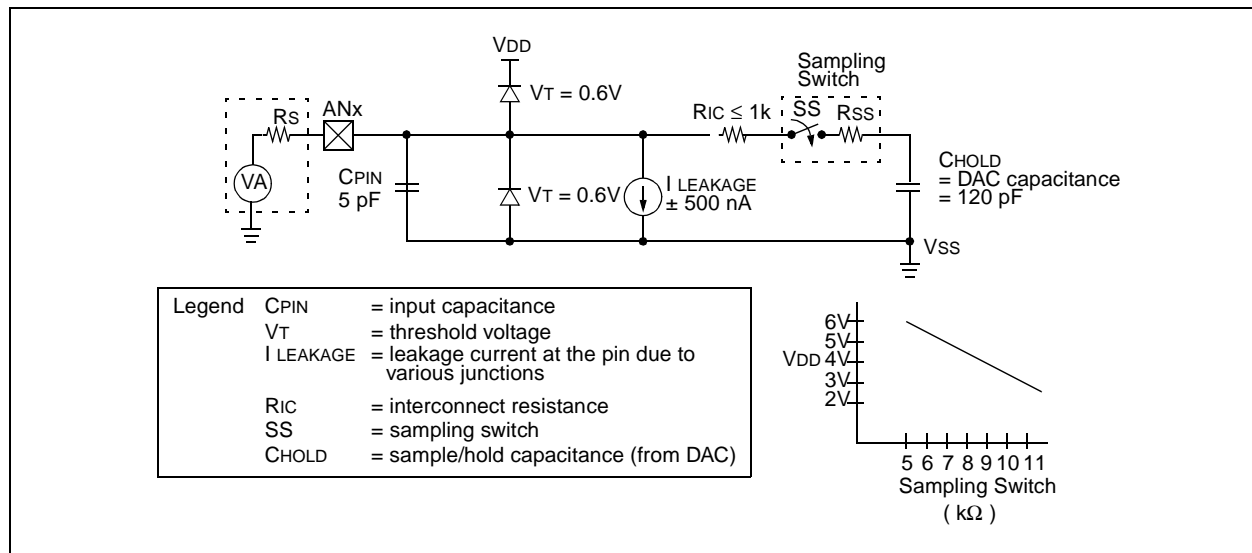 VDD
Sampling
Switch
VT = 0.6V
RS
ANx
RIC ≤ 1k
SS
RSS
VA
CPIN
5 pF
VT = 0.6V
I LEAKAGE
± 500 nA
CHOLD
= DAC capacitance
= 120 pF
VSS
Legend CPIN = input capacitance
VT = threshold voltage
I LEAKAGE = leakage current at the pin due to
various junctions
RIC = interconnect resistance
SS = sampling switch
CHOLD = sample/hold capacitance (from DAC)
6V
5V
VDD 4V
3V
2V
5 6 7 8 9 10 11
Sampling Switch
( kΩ )